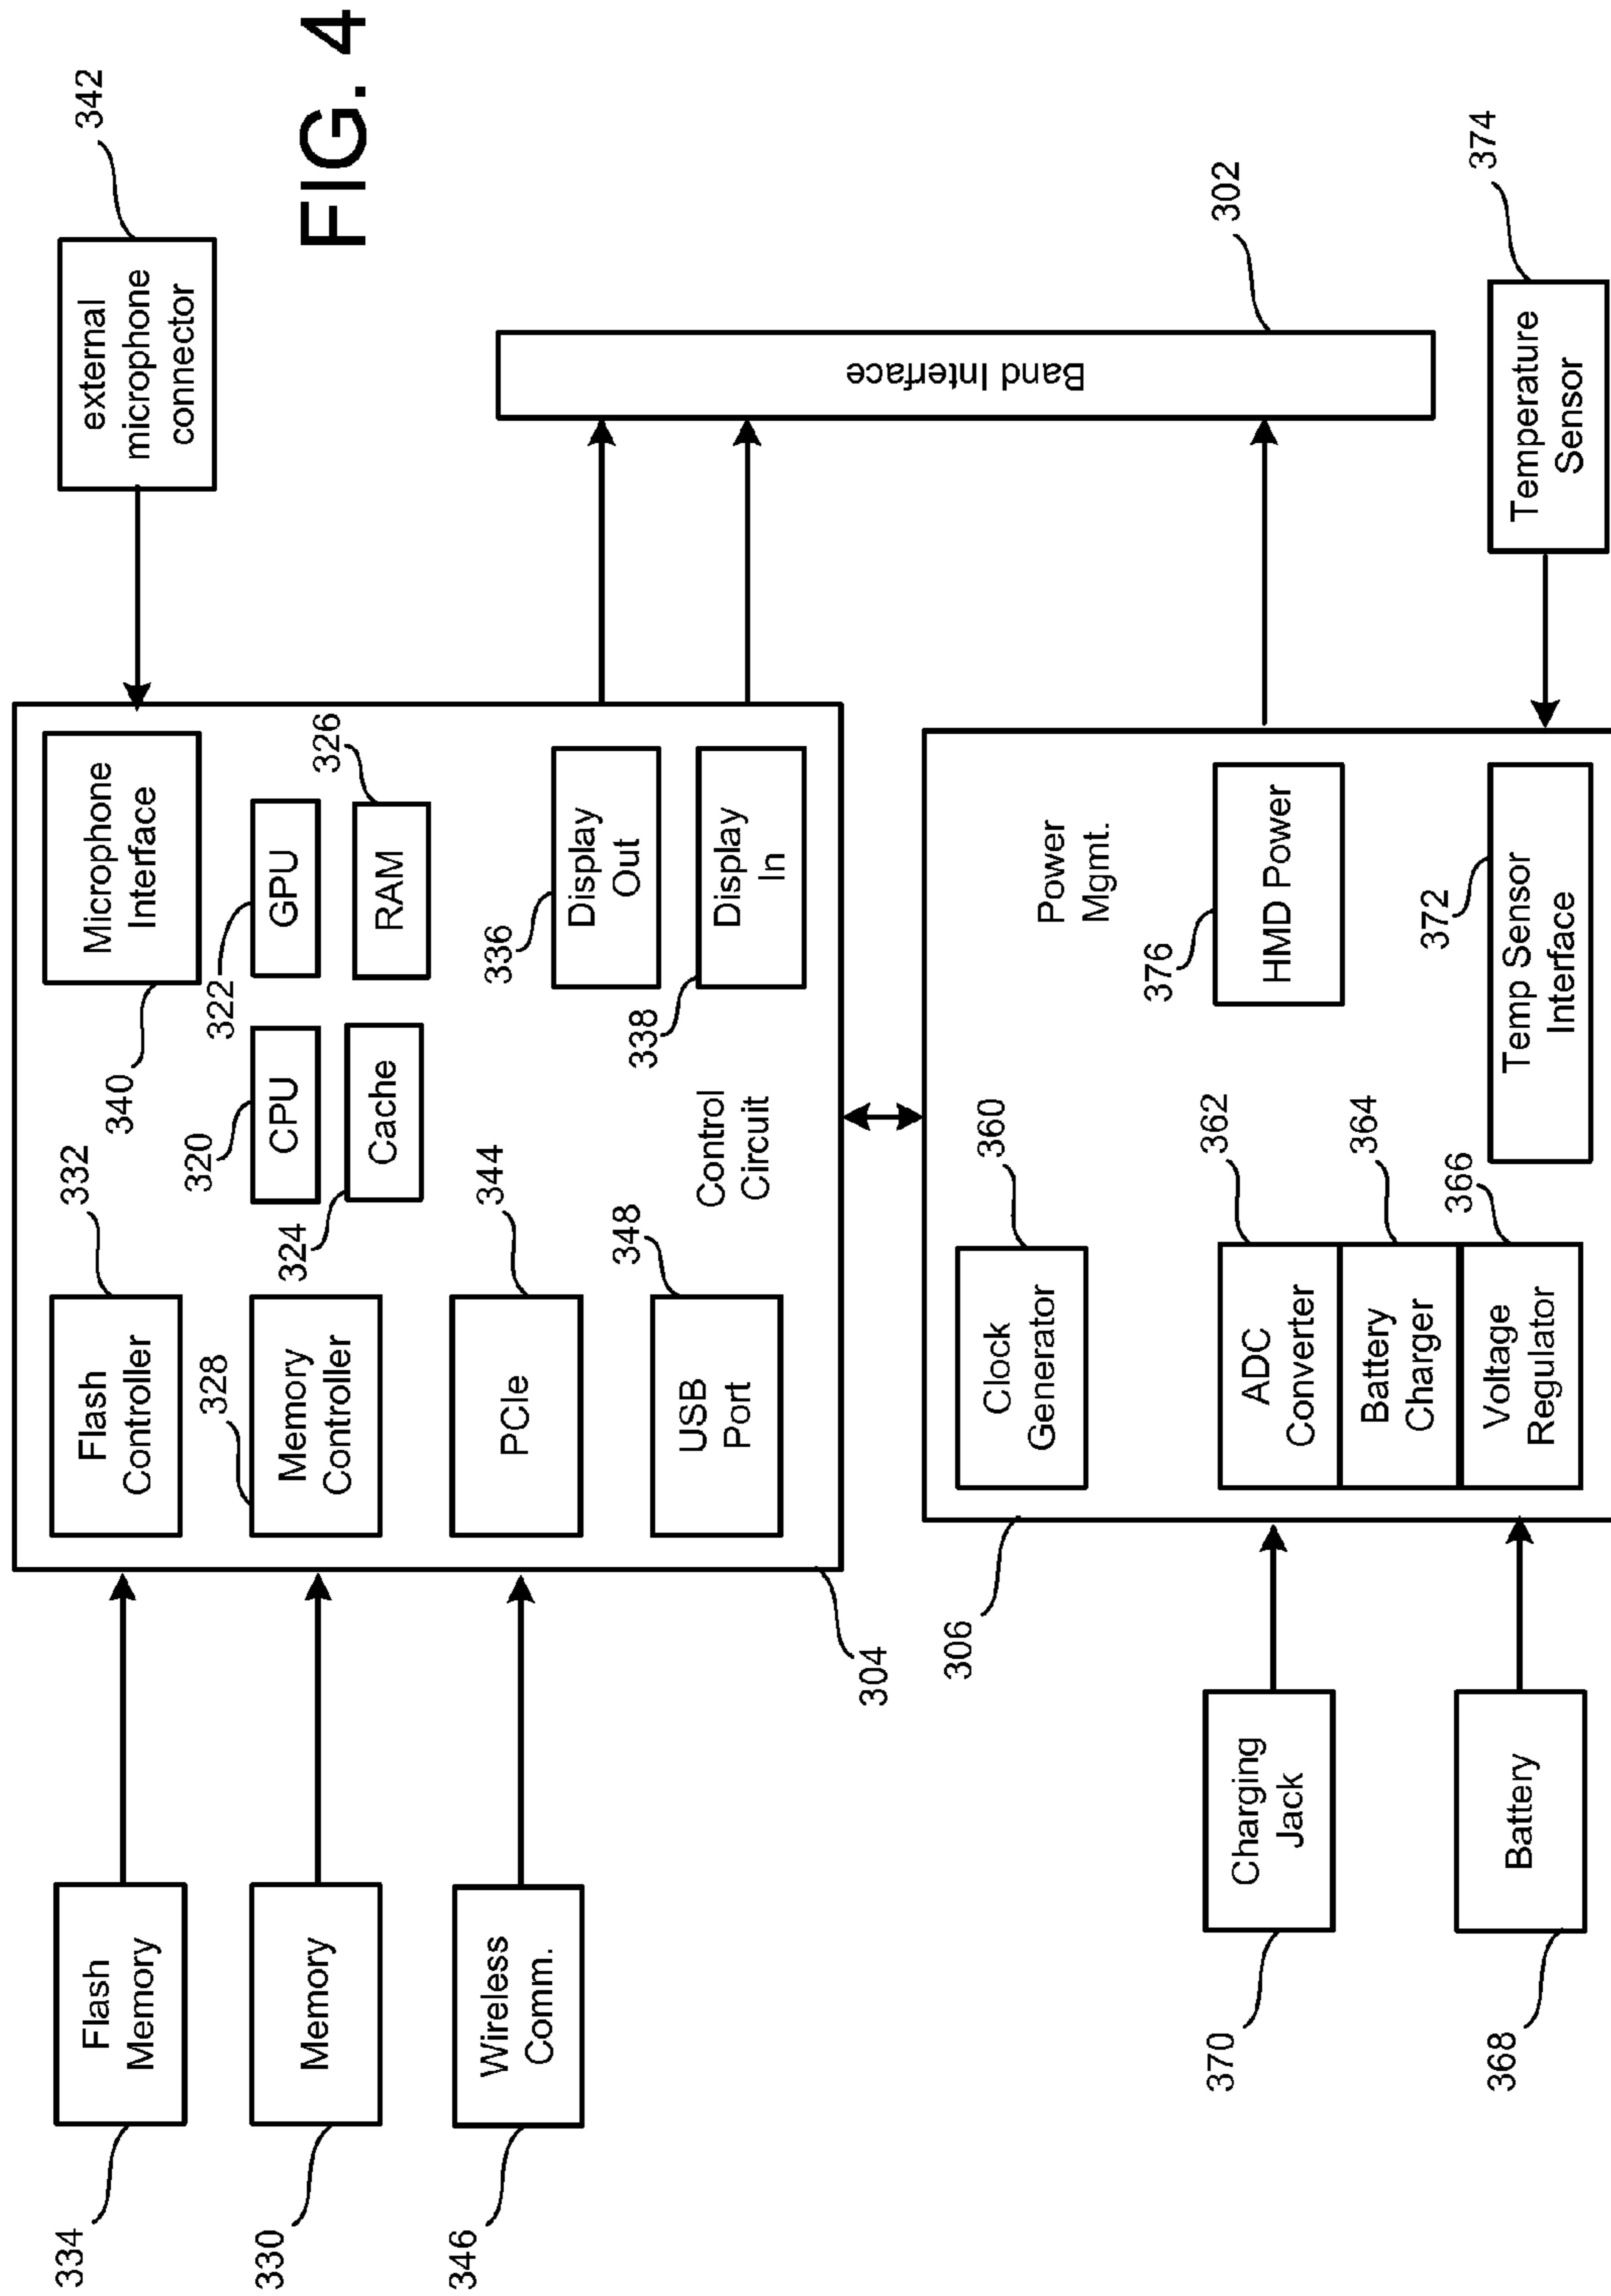 FIG. 4
342
external
microphone
connector
Microphone
Interface
340
Flash
Controller
332
Flash
Memory
334
CPU
320
GPU
322
Cache
324
RAM
326
Memory
Controller
328
Memory
330
PCIe
344
Wireless
Comm.
346
USB
Port
348
Control
Circuit
304
Display
Out
336
Display
In
338
Band Interface
302
306
Clock
Generator
360
Power
Mgmt.
ADC
Converter
362
Battery
Charger
364
Voltage
Regulator
366
HMD Power
376
Temp Sensor
Interface
372
Temperature
Sensor
374
Charging
Jack
370
Battery
368